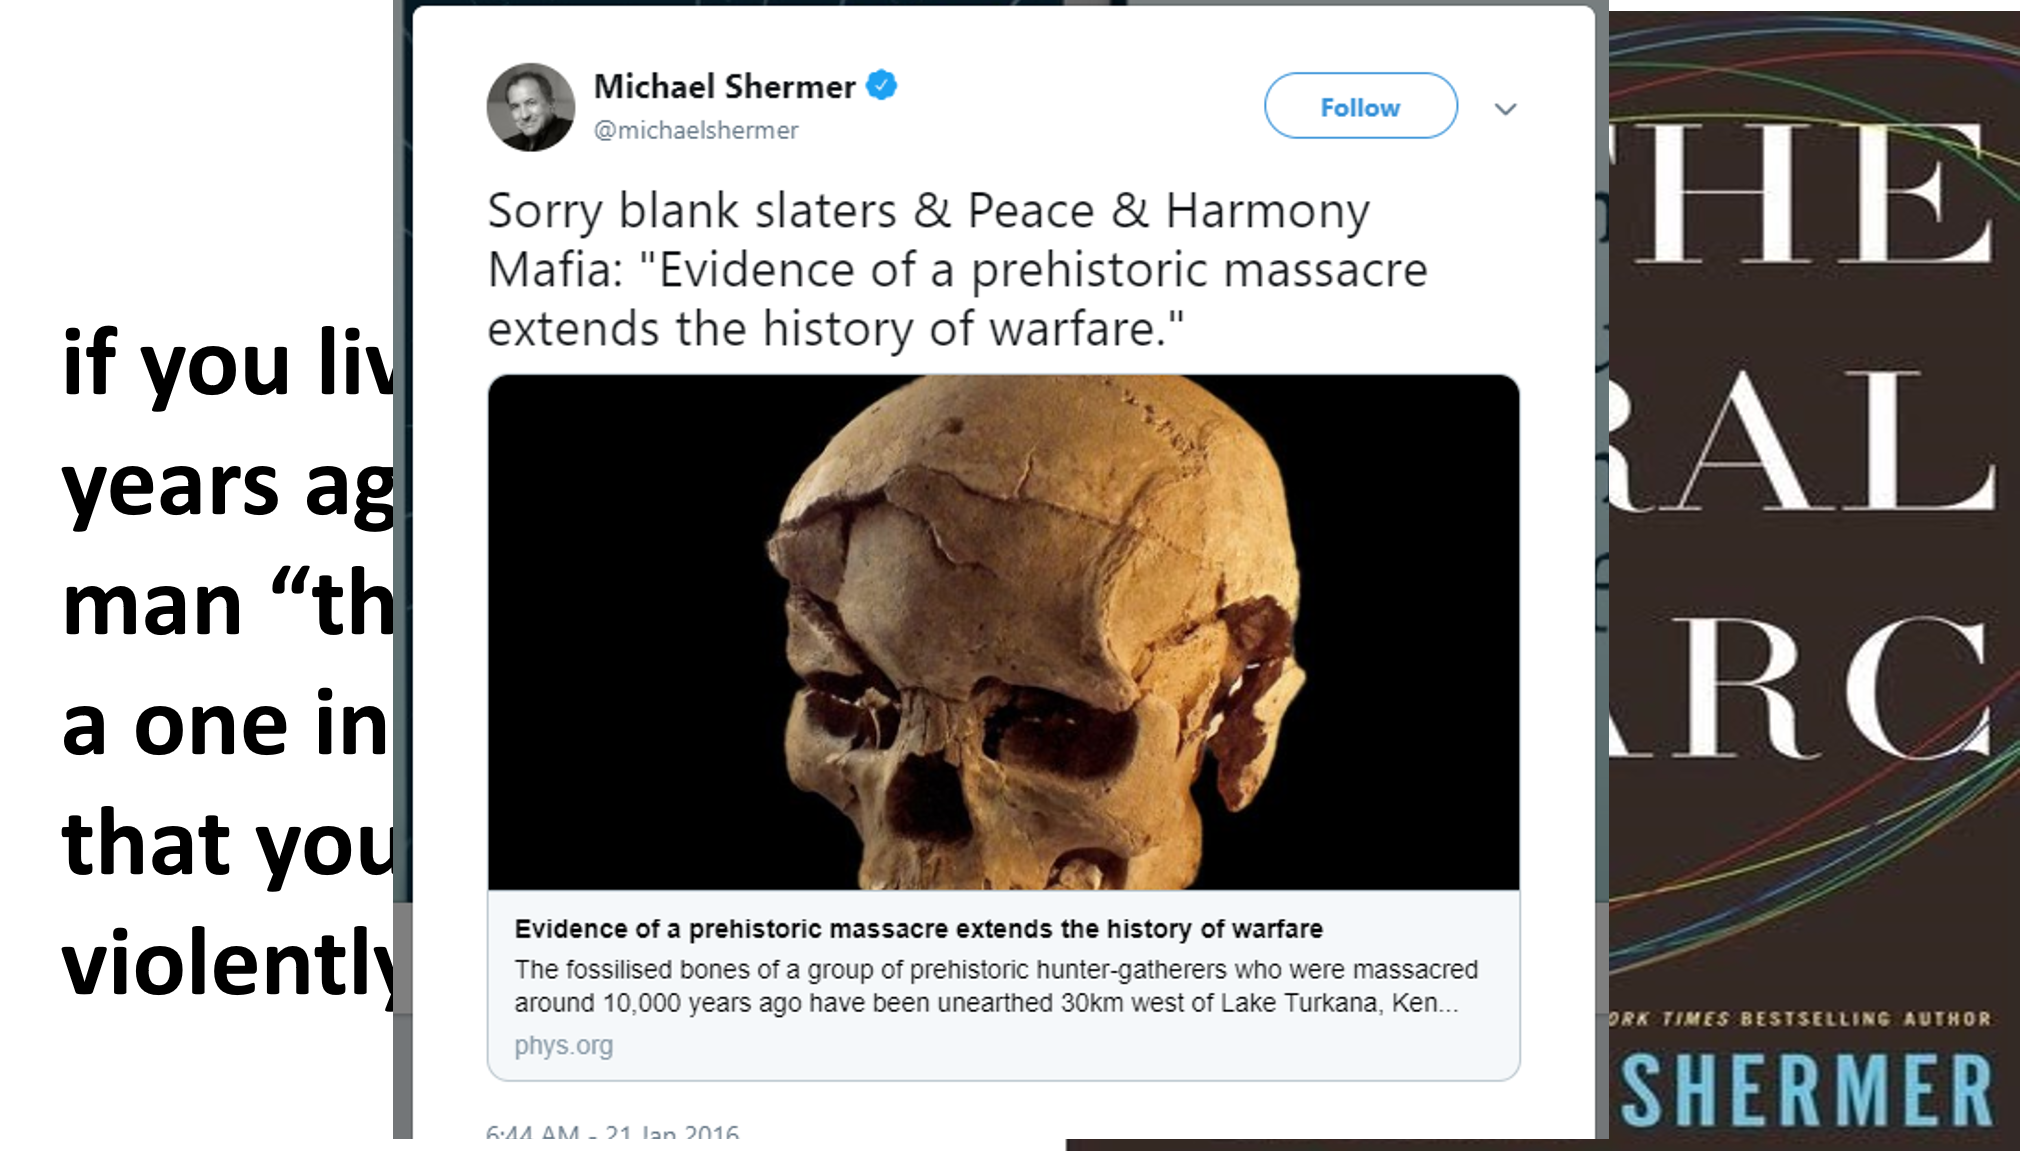 if you liv
years ag
man “th
a one in
that you
violently
Michael Shermer
@michaelshermer
Follow
Sorry blank slaters & Peace & Harmony
Mafia: "Evidence of a prehistoric massacre
extends the history of warfare."
Evidence of a prehistoric massacre extends the history of warfare
The fossilised bones of a group of prehistoric hunter-gatherers who were massacred
around 10,000 years ago have been unearthed 30km west of Lake Turkana, Ken...
phys.org
6:44 AM - 21 Jan 2016
HE
RAL
ARC
ORK TIMES BESTSELLING AUTHOR
SHERMER